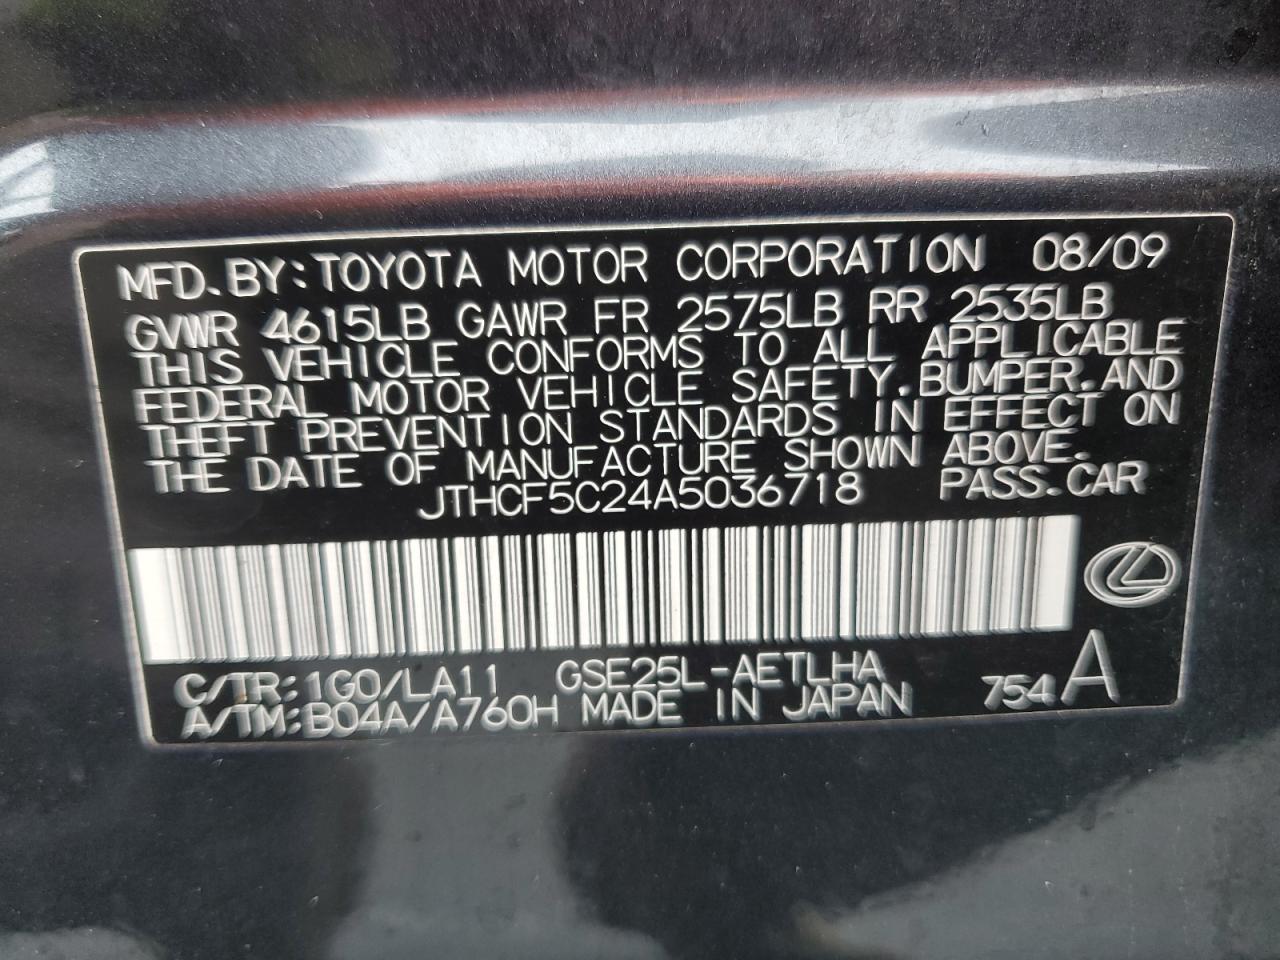 MFD.BY:TOYOTA MOTOR CORPORATION 08/09
GVWR 4615LB GAWR FR 2575LB RR 2535LB
THIS VEHICLE CONFORMS TO ALL APPLICABLE
FEDERAL MOTOR VEHICLE SAFETY,BUMPER,AND
THEFT PREVENTION STANDARDS IN EFFECT ON
THE DATE OF MANUFACTURE SHOWN ABOVE.
JTHCF5C24A5036718 PASS.CAR
C/TR:1G0/LA11 GSE25L-AETLHA
A/TM:B04A/A760H MADE IN JAPAN 754 A